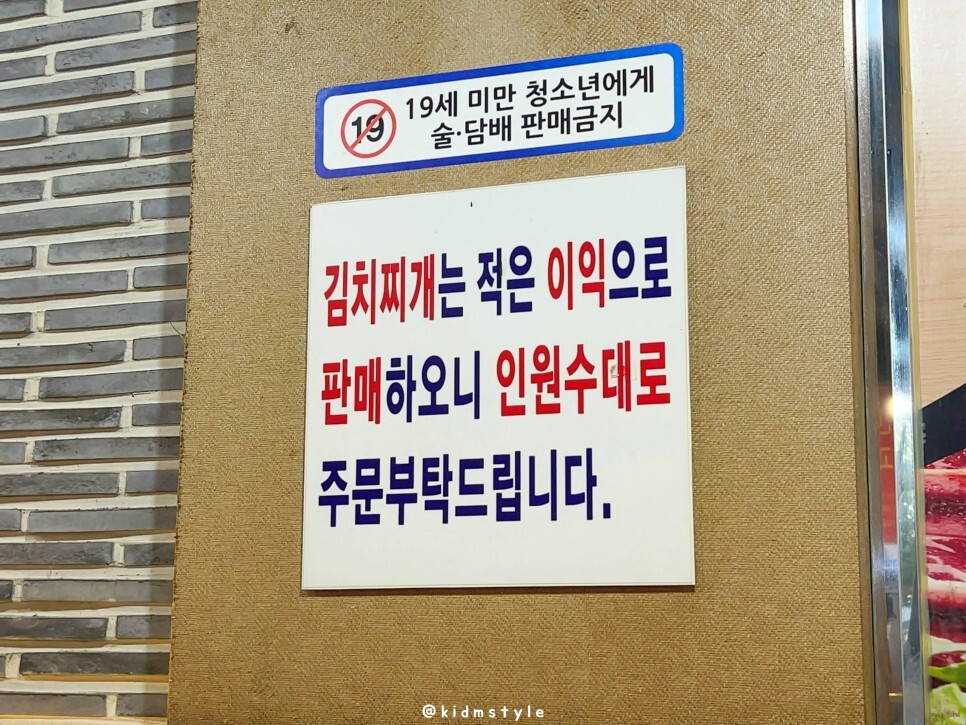 19세 미만 청소년에게
19 술·담배 판매금지
김치찌개는 적은 이익으로
판매하오니 인원수대로
주문부탁드립니다.
@kidmstyle